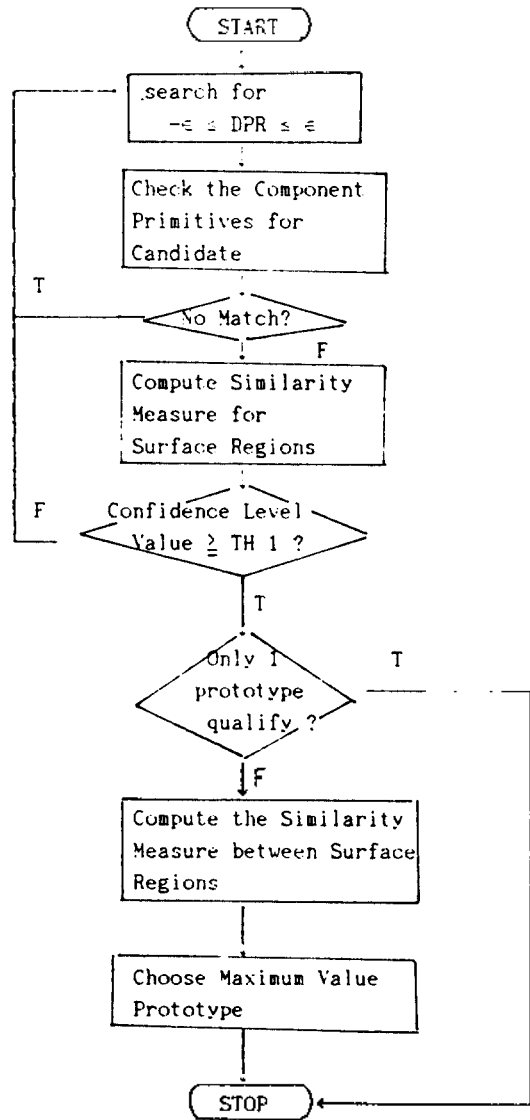 START
search for
-∈ ≤ DPR ≤ ∈
Check the Component
Primitives for
Candidate
T
No Match?
F
Compute Similarity
Measure for
Surface Regions
F
Confidence Level
Value ≥ TH 1 ?
T
Only 1
T
prototype
qualify ?
F
Compute the Similarity
Measure between Surface
Regions
Choose Maximum Value
Prototype
STOP